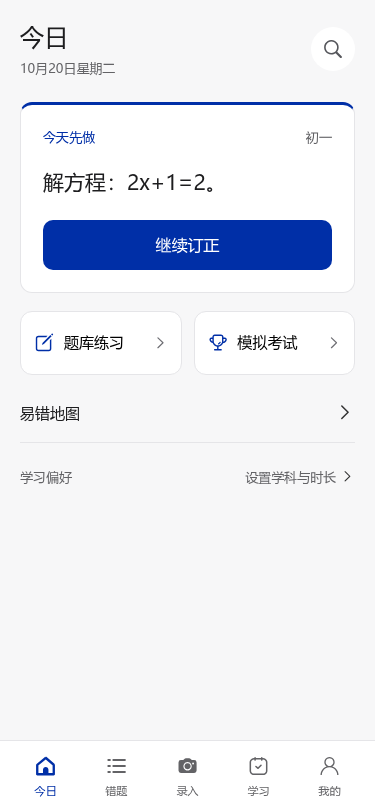 今日
10月20日星期二
今天先做 初一
解方程：2x+1=2。
继续订正
题库练习 模拟考试
易错地图
学习偏好 设置学科与时长
今日 错题 录入 学习 我的